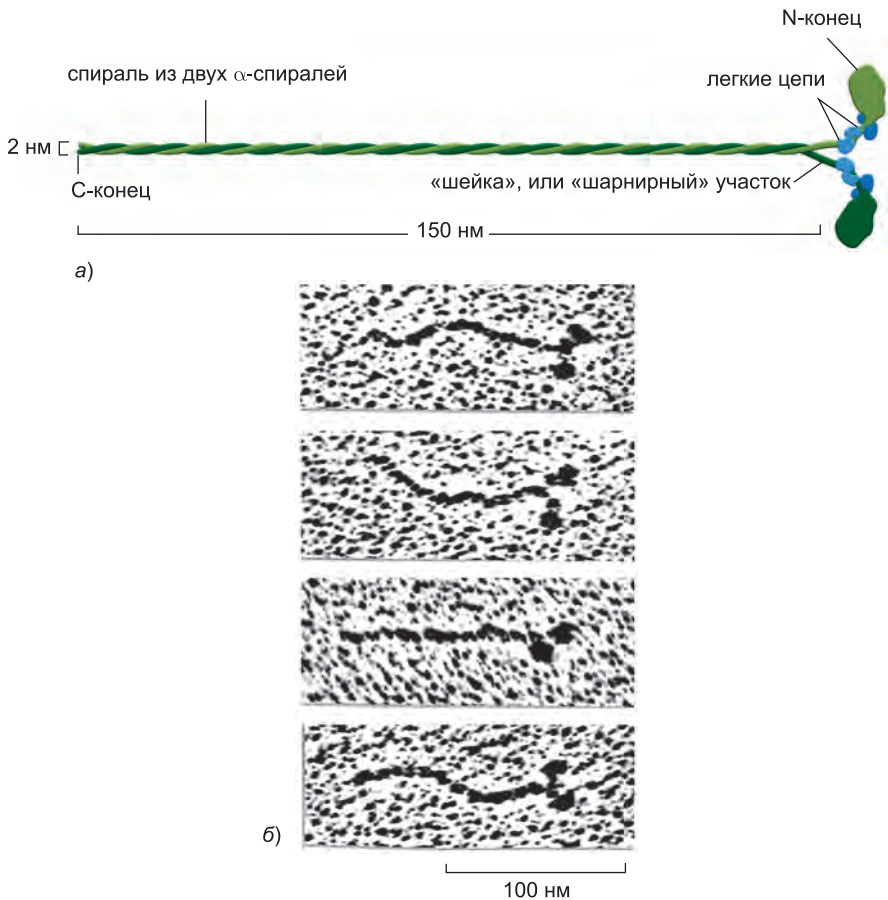 N-конец
спираль из двух α-спиралей
легкие цепи
2 нм
C-конец
«шейка», или «шарнирный» участок
150 нм
а)
б)
100 нм